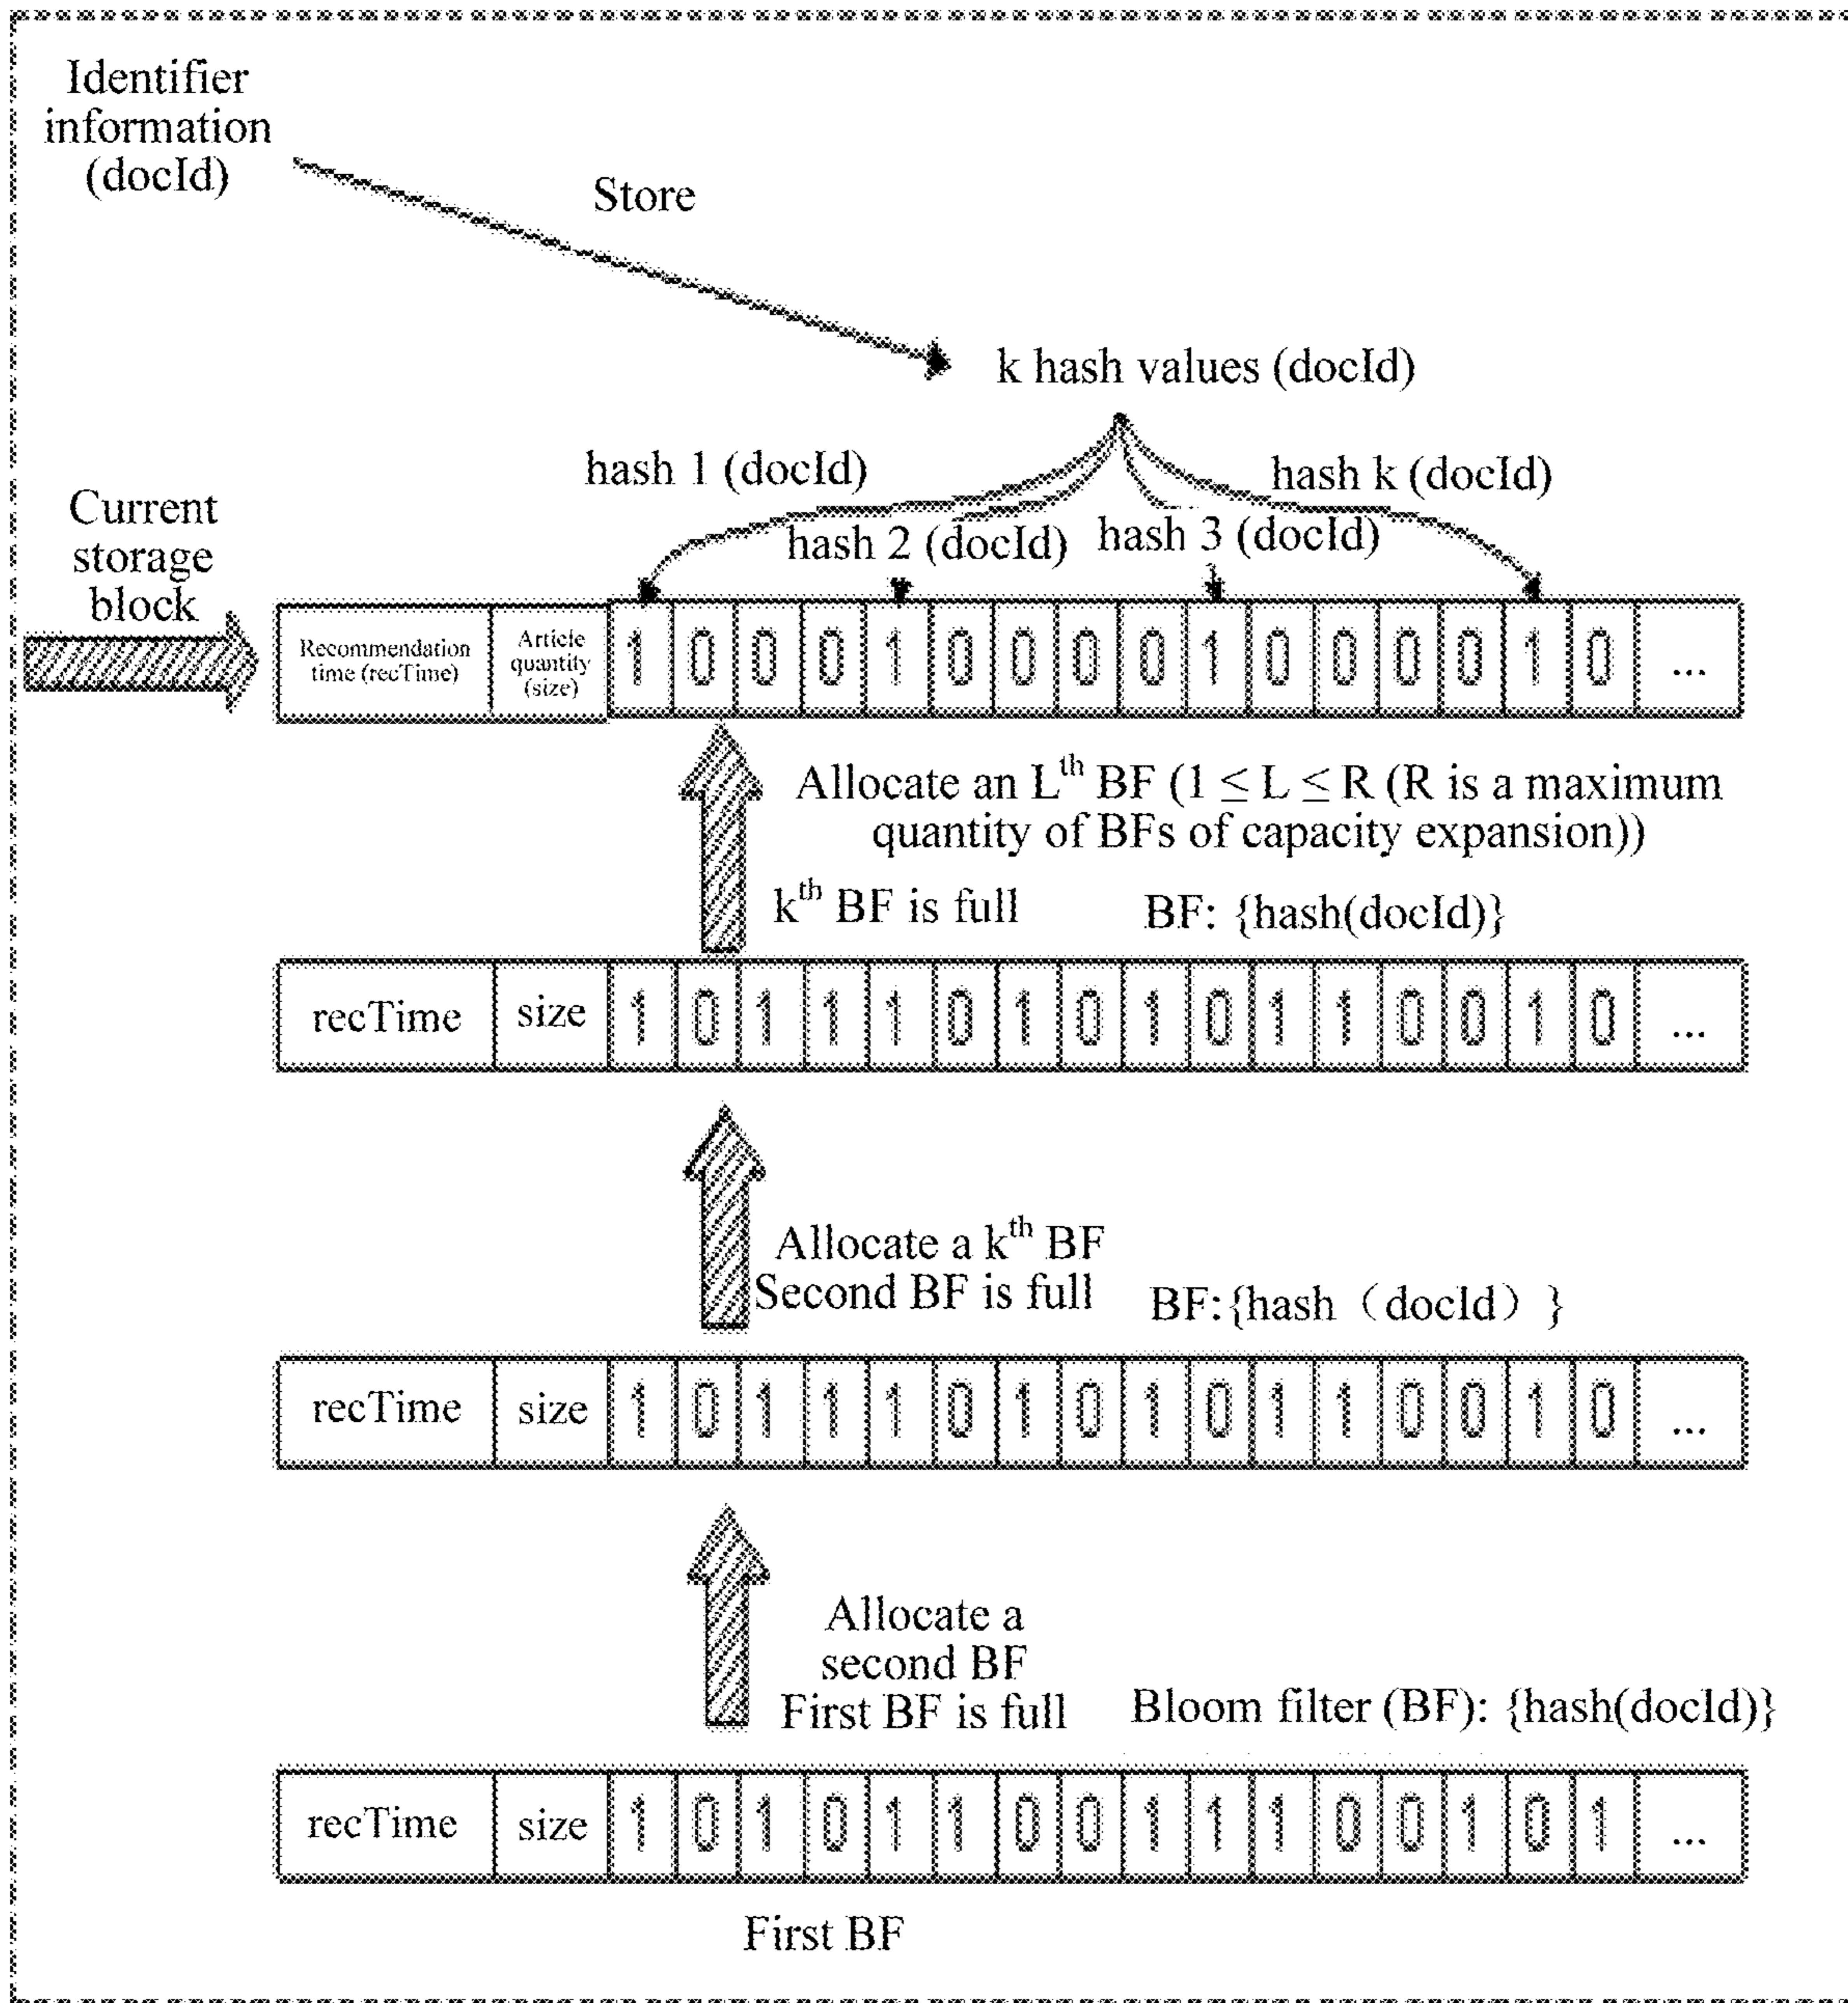 Identifier
information
(docId)
Store
k hash values (docId)
hash 1 (docId)
hash k (docId)
hash 2 (docId)
hash 3 (docId)
Current
storage
block
Recommendation
time (recTime)
Article
quantity
(size)
1 0 0 0 1 0 0 0 0 1 0 0 0 0 1 0 ...
Allocate an Lth BF (1 ≤ L ≤ R (R is a maximum
quantity of BFs of capacity expansion))
kth BF is full
BF: {hash(docId)}
recTime size 1 0 1 1 1 0 1 0 1 0 1 1 0 0 1 0 ...
Allocate a kth BF
Second BF is full
BF:{hash（docId）}
recTime size 1 0 1 1 1 0 1 0 1 0 1 1 0 0 1 0 ...
Allocate a
second BF
First BF is full
Bloom filter (BF): {hash(docId)}
recTime size 1 0 1 0 1 1 0 0 1 1 1 0 0 1 0 1 ...
First BF